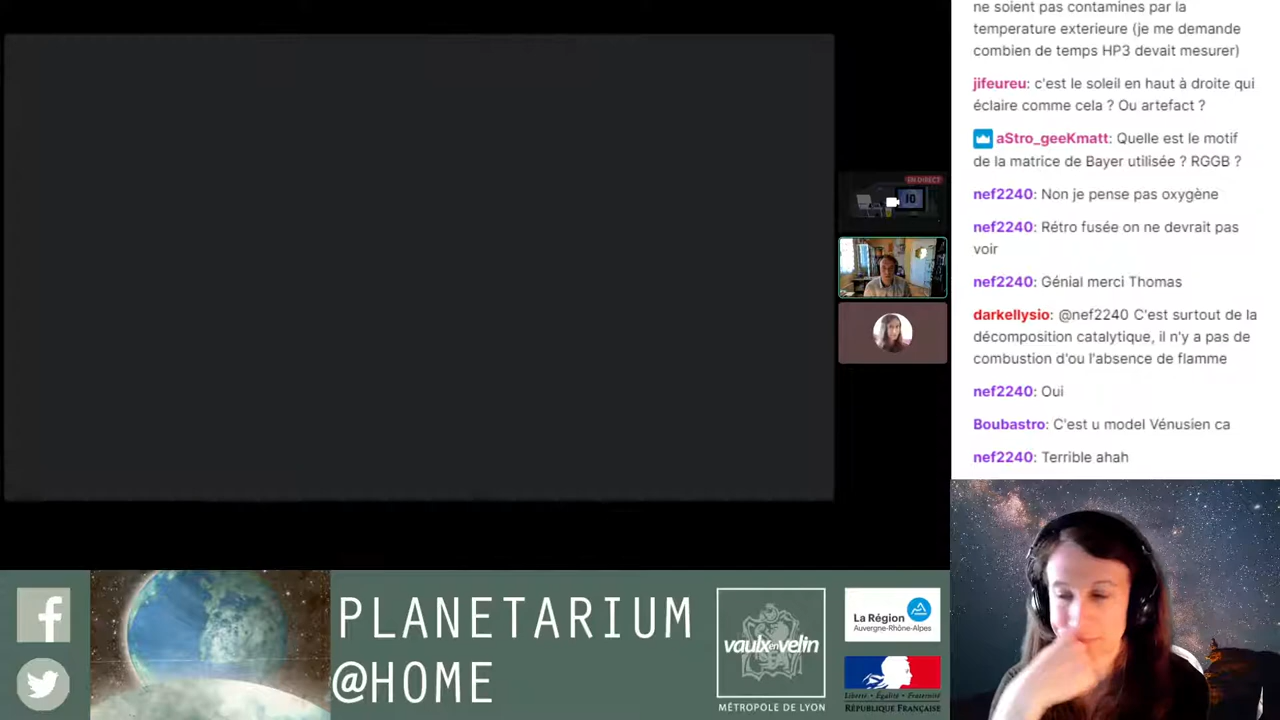 ne soient pas contamines par la
temperature exterieure (je me demande
combien de temps HP3 devait mesurer)
jifeureu: c'est le soleil en haut à droite qui
éclaire comme cela ? Ou artefact ?
aStro_geeKmatt: Quelle est le motif
de la matrice de Bayer utilisée ? RGGB ?
nef2240: Non je pense pas oxygène
nef2240: Rétro fusée on ne devrait pas
voir
nef2240: Génial merci Thomas
darkellysio: @nef2240 C'est surtout de la
décomposition catalytique, il n'y a pas de
combustion d'ou l'absence de flamme
nef2240: Oui
Boubastro: C'est u model Vénusien ca
nef2240: Terrible ahah
EN DIRECT
10
PLANETARIUM
@HOME
vaulx en velin
MÉTROPOLE DE LYON
La Région
Auvergne-Rhône-Alpes
Liberté • Égalité • Fraternité
RÉPUBLIQUE FRANÇAISE